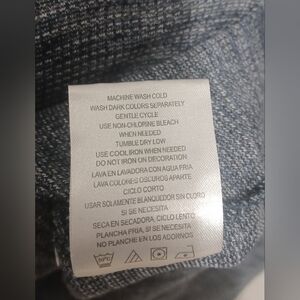 MACHINE WASH COLD
WASH DARK COLORS SEPARATELY
GENTLE CYCLE
USE NON-CHLORINE BLEACH
WHEN NEEDED
TUMBLE DRY LOW
USE COOL IRON WHEN NEEDED
DO NOT IRON ON DECORATION
LAVA EN LAVADORA CON AGUA FRIA
LAVA COLORES OSCUROS APARTE
CICLO CORTO
USAR SOLAMENTE BLANQUEDOR SIN CLORO
SI SE NECESITA
SECA EN SECADORA, CICLO LENTO
PLANCHA FRIA, SI SE NECESITA
NO PLANCHE EN LOS ACORNOS